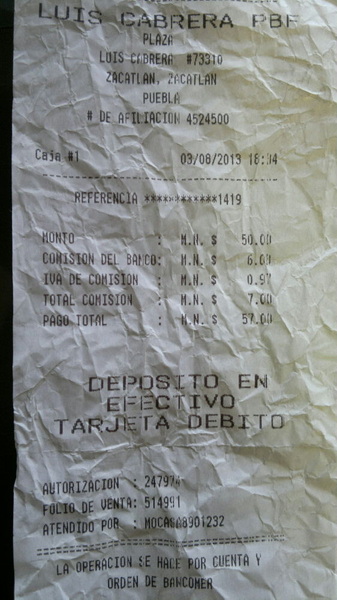 LUIS CABRERA PBF
PLAZA
LUIS CABRERA #73310
ZACATLAN, ZACATLAN
PUEBLA
# DE AFILIACION 4524500
Caja #1 03/08/2013 18:34
REFERENCIA ************1419
MONTO : M.N. $ 50.00
COMISION DEL BANCO: M.N. $ 6.03
IVA DE COMISION : M.N. $ 0.97
TOTAL COMISION : M.N. $ 7.00
PAGO TOTAL : M.N. $ 57.00
DEPOSITO EN
EFECTIVO
TARJETA DEBITO
AUTORIZACION : 247974
FOLIO DE VENTA: 514991
ATENDIDO POR : MOCASA8901232
LA OPERACION SE HACE POR CUENTA Y
ORDEN DE BANCOMER